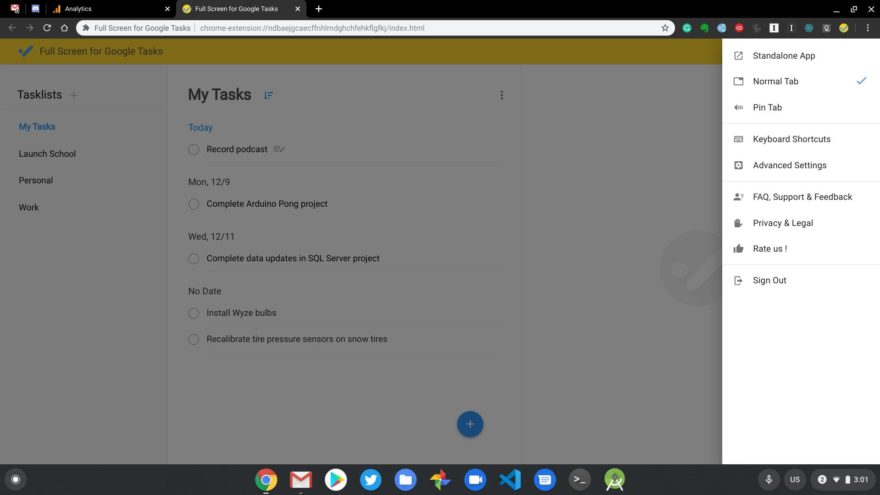 Analytics
Full Screen for Google Tasks
Full Screen for Google Tasks | chrome-extension://ndbaejgcaecffnhlmdghchfehkflgfkj/index.html
Full Screen for Google Tasks
Tasklists
My Tasks
Launch School
Personal
Work
My Tasks
Today
Record podcast
Mon, 12/9
Complete Arduino Pong project
Wed, 12/11
Complete data updates in SQL Server project
No Date
Install Wyze bulbs
Recalibrate tire pressure sensors on snow tires
Standalone App
Normal Tab
Pin Tab
Keyboard Shortcuts
Advanced Settings
FAQ, Support & Feedback
Privacy & Legal
Rate us !
Sign Out
US
2
3:01